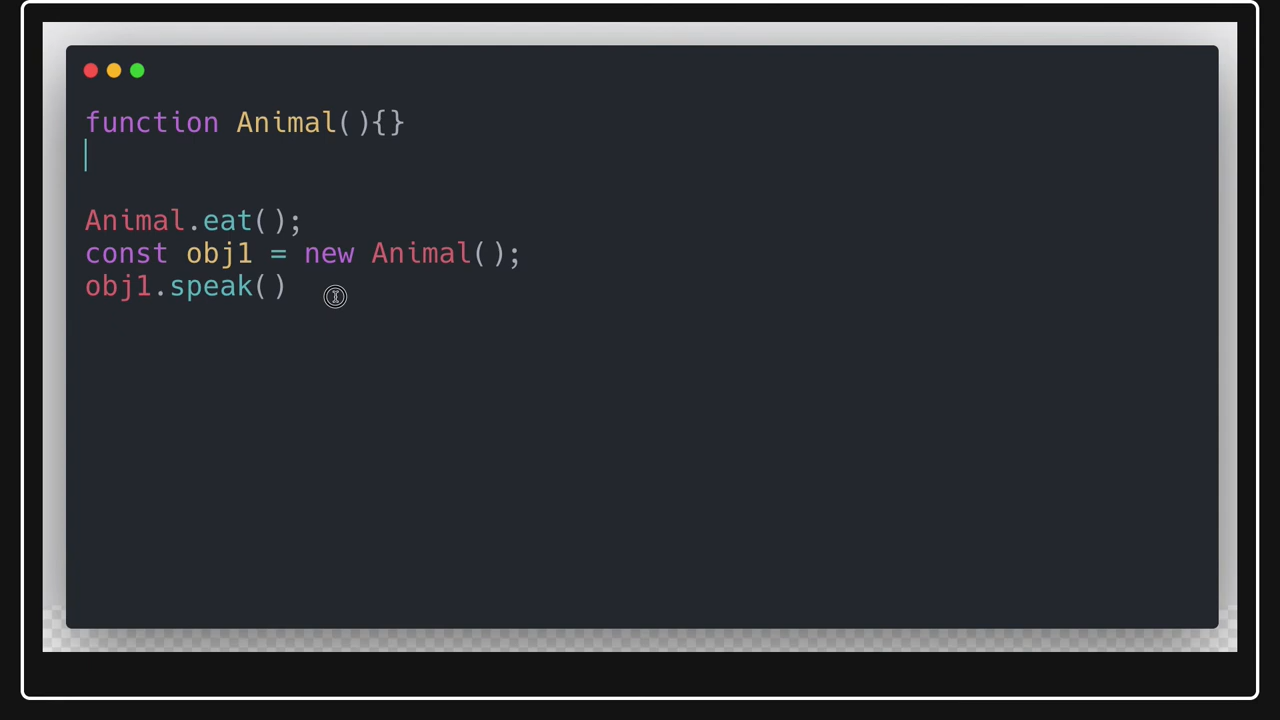 function Animal(){}
Animal.eat();
const obj1 = new Animal();
obj1.speak()